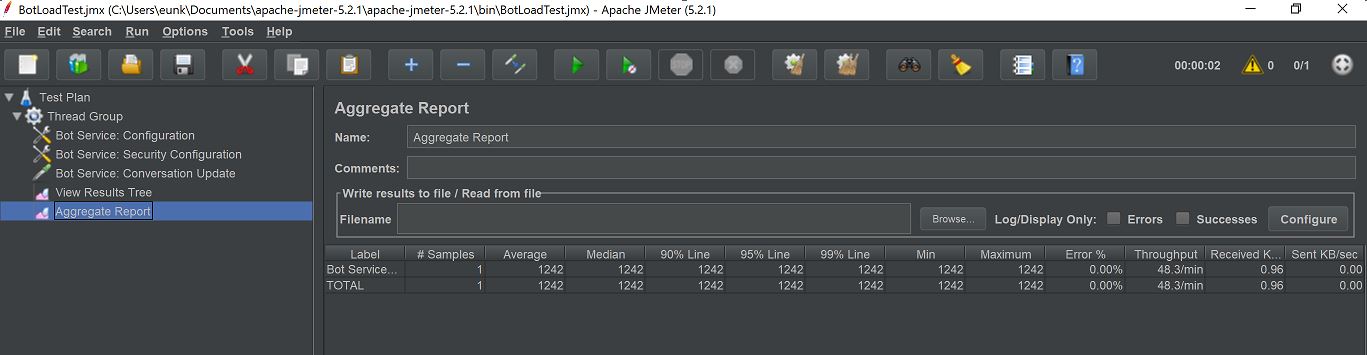 BotLoadTest.jmx (C:\Users\eunk\Documents\apache-jmeter-5.2.1\apache-jmeter-5.2.1\bin\BotLoadTest.jmx) - Apache JMeter (5.2.1)
File Edit Search Run Options Tools Help
STOP 00:00:02 0 0/1
Test Plan
Thread Group
Bot Service: Configuration
Bot Service: Security Configuration
Bot Service: Conversation Update
View Results Tree
Aggregate Report
Aggregate Report
Name: Aggregate Report
Comments:
Write results to file / Read from file
Filename Browse... Log/Display Only: Errors Successes Configure
Label # Samples Average Median 90% Line 95% Line 99% Line Min Maximum Error % Throughput Received K... Sent KB/sec
Bot Service... 1 1242 1242 1242 1242 1242 1242 1242 0.00% 48.3/min 0.96 0.00
TOTAL 1 1242 1242 1242 1242 1242 1242 1242 0.00% 48.3/min 0.96 0.00